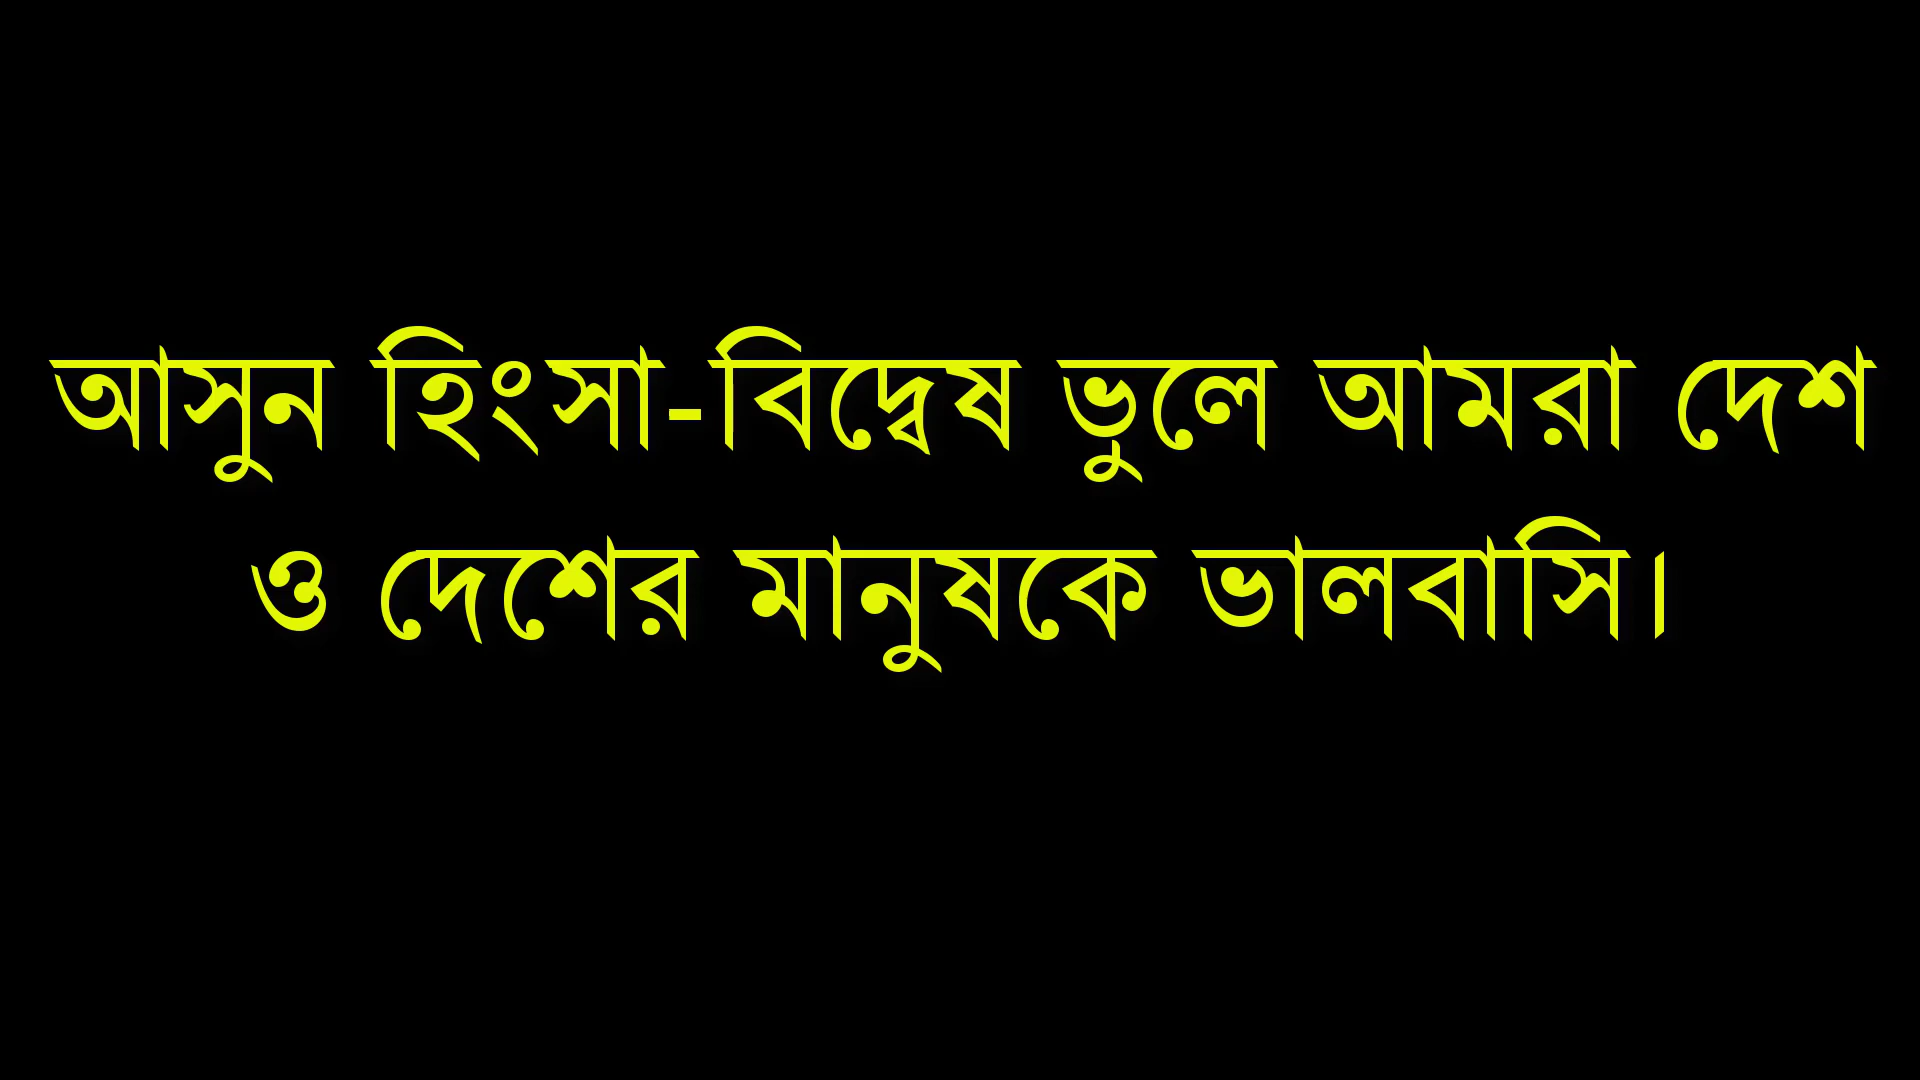 আসুন হিংসা-বিদ্বেষ ভুলে আমরা দেশ
ও দেশের মানুষকে ভালবাসি।